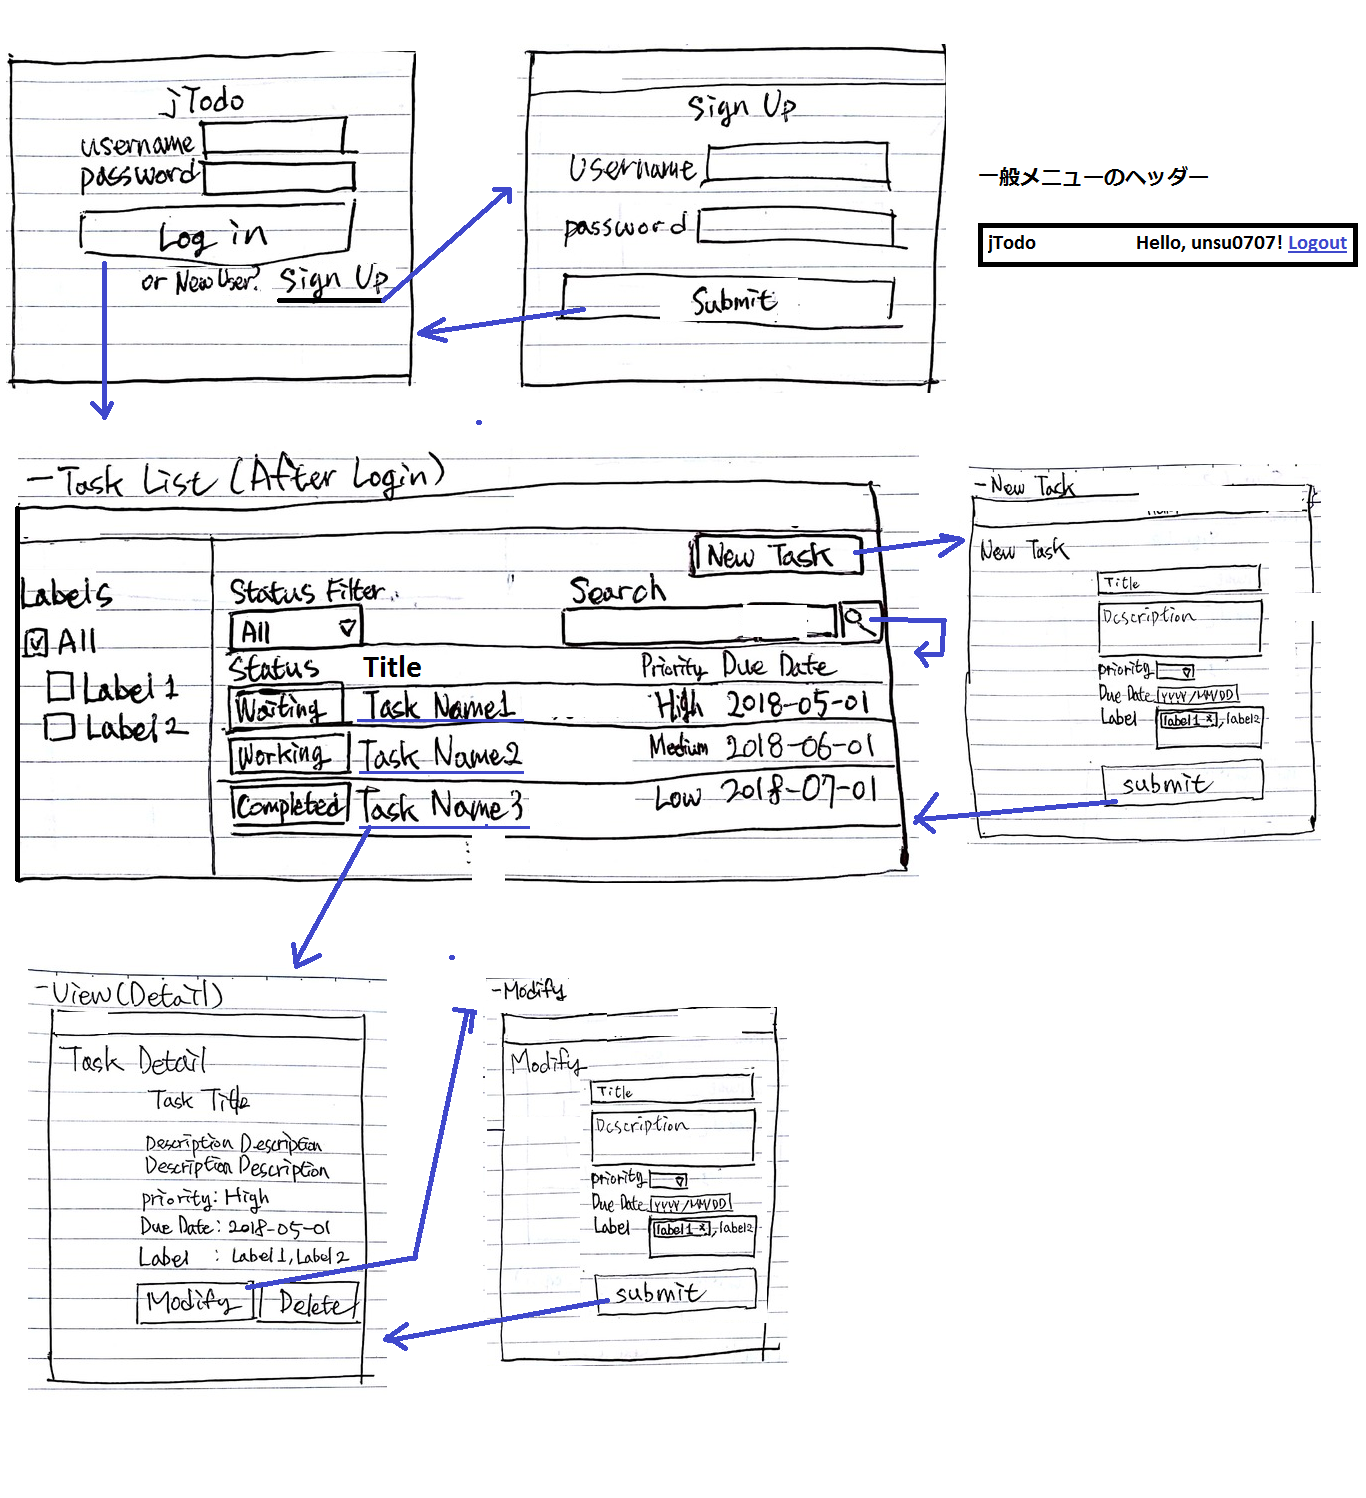 jTodo
username
password
Log in
or New User? Sign Up
Sign Up
Username
password
Submit
一般メニューのヘッダー
jTodo Hello, unsu0707! Logout
-Task List (After Login)
New Task
Labels
All
Label 1
Label 2
Status Filter
All
Search
Status Title Priority Due Date
Waiting Task Name1 High 2018-05-01
Working Task Name2 Medium 2018-06-01
Completed Task Name3 Low 2018-07-01
-New Task
New Task
Title
Description
priority
Due Date YYYY/MM/DD
Label label1 x, label2
submit
-View(Detail)
Task Detail
Task Title
Description Description
Description Description
priority: High
Due Date: 2018-05-01
Label : Label 1, Label 2
Modify Delete
-Modify
Modify
Title
Description
priority
Due Date YYYY/MM/DD
Label label1 x, label2
submit